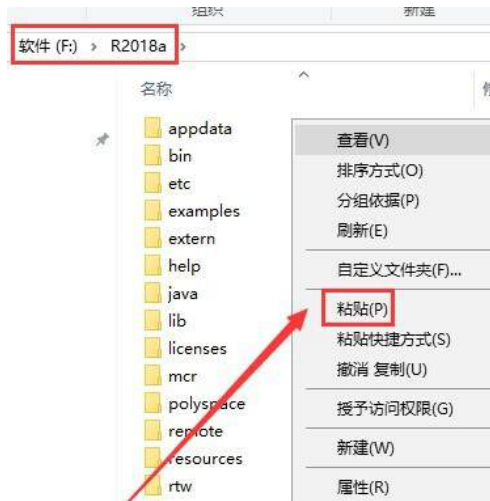 组织
新建
软件 (F:) › R2018a ›
名称
appdata
bin
etc
examples
extern
help
java
lib
licenses
mcr
polyspace
remote
resources
rtw
查看(V)
排序方式(O)
分组依据(P)
刷新(E)
自定义文件夹(F)...
粘贴(P)
粘贴快捷方式(S)
撤消 复制(U)
授予访问权限(G)
新建(W)
属性(R)